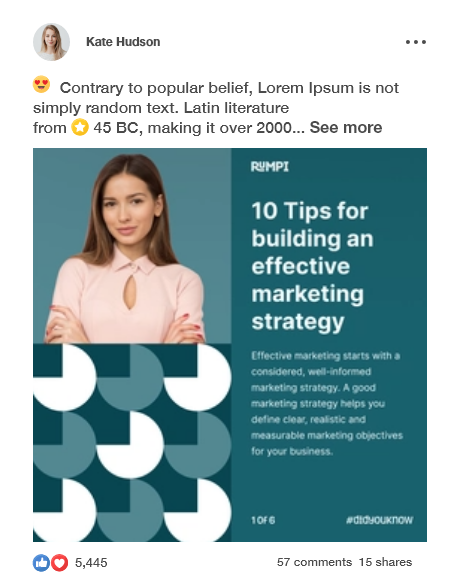 Kate Hudson
Contrary to popular belief, Lorem Ipsum is not
simply random text. Latin literature
from 45 BC, making it over 2000... See more
RUMPI
10 Tips for
building an
effective
marketing
strategy
Effective marketing starts with a
considered, well-informed
marketing strategy. A good
marketing strategy helps you
define clear, realistic and
measurable marketing objectives
for your business.
1 OF 6 #didyouknow
5,445 57 comments 15 shares